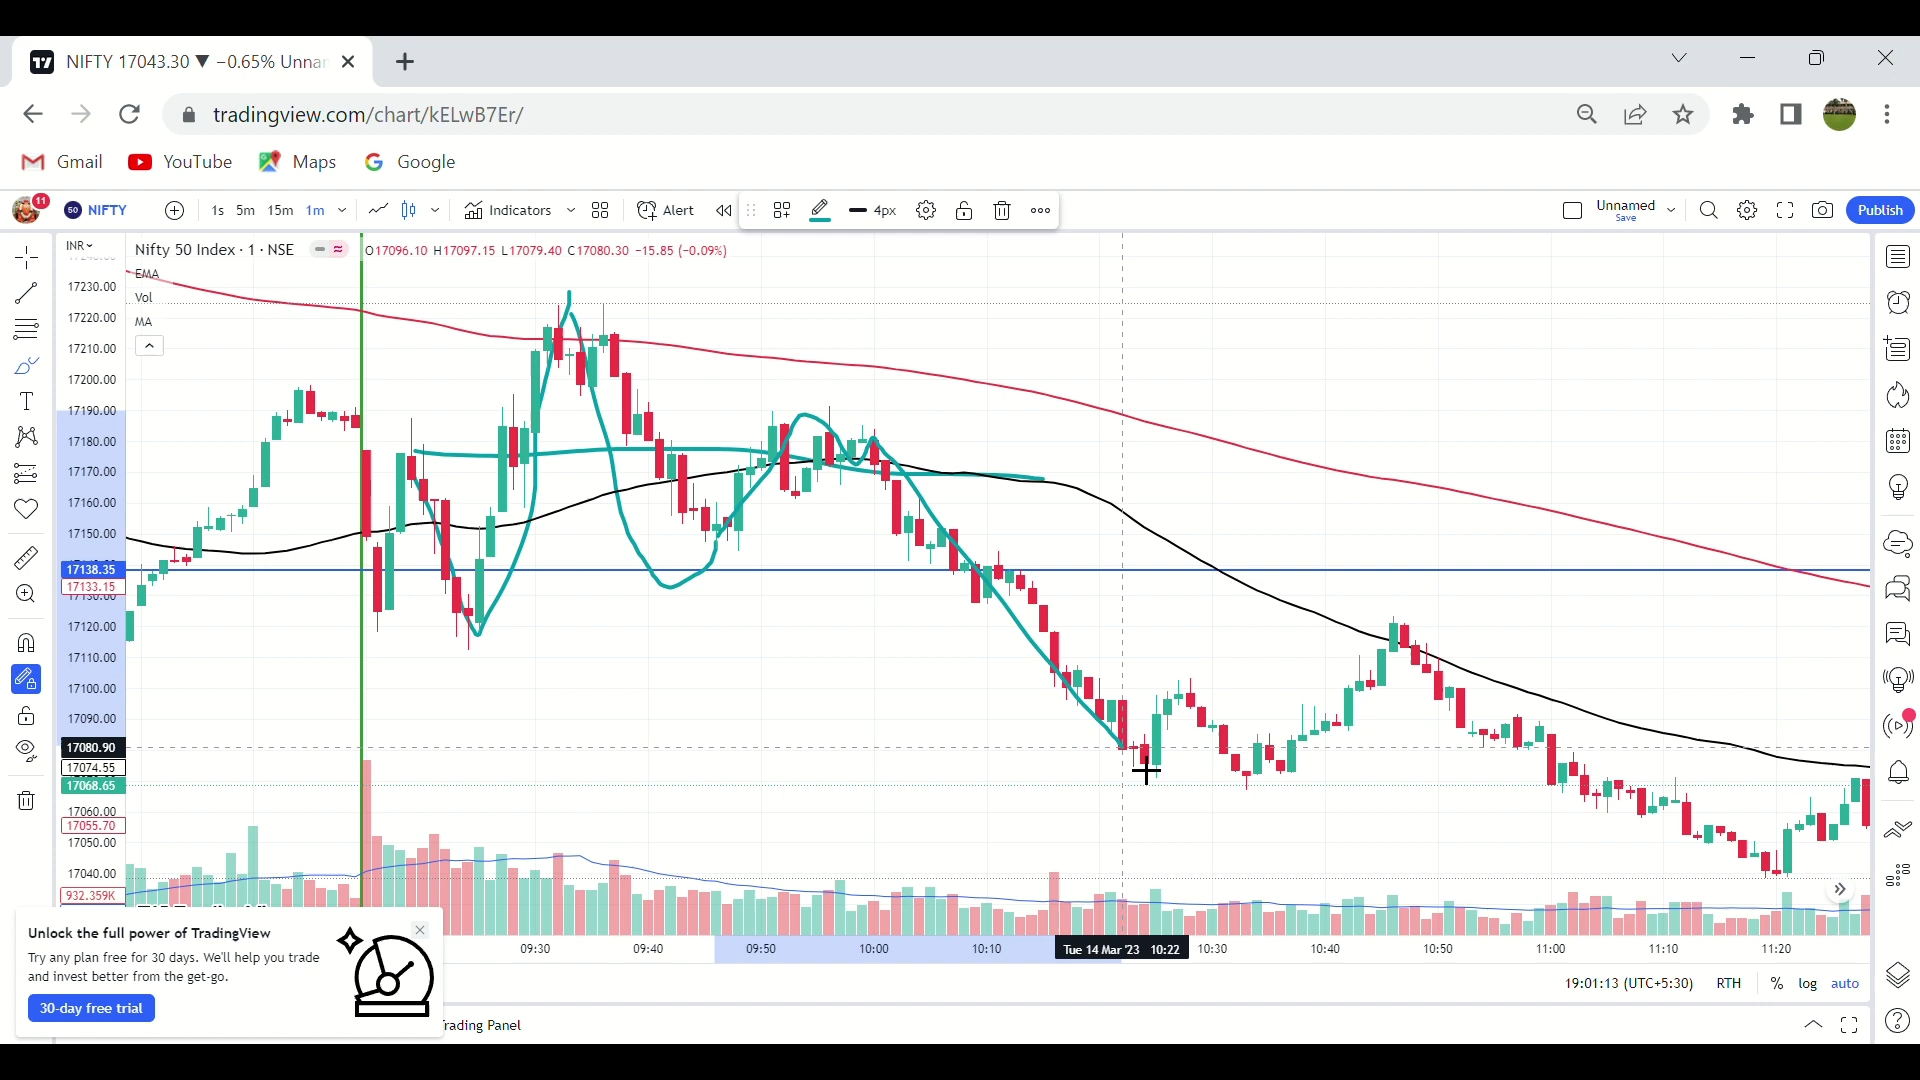 NIFTY 17043.30 ▼ −0.65% Unnar
tradingview.com/chart/kELwB7Er/
Gmail YouTube Maps Google
11 50 NIFTY 1s 5m 15m 1m Indicators Alert 4px Unnamed Save Publish
INR Nifty 50 Index · 1 · NSE O17096.10 H17097.15 L17079.40 C17080.30 −15.85 (−0.09%)
EMA
17230.00
Vol
17220.00
MA
17210.00
17200.00
17190.00
17180.00
17170.00
17160.00
17150.00
17138.35
17133.15
17130.00
17120.00
17110.00
17100.00
17090.00
17080.90
17074.55
17068.65
17060.00
17055.70
17050.00
17040.00
932.359K
09:30 09:40 09:50 10:00 10:10 Tue 14 Mar '23 10:22 10:30 10:40 10:50 11:00 11:10 11:20
Unlock the full power of TradingView
Try any plan free for 30 days. We'll help you trade
and invest better from the get-go.
30-day free trial
19:01:13 (UTC+5:30) RTH % log auto
rading Panel